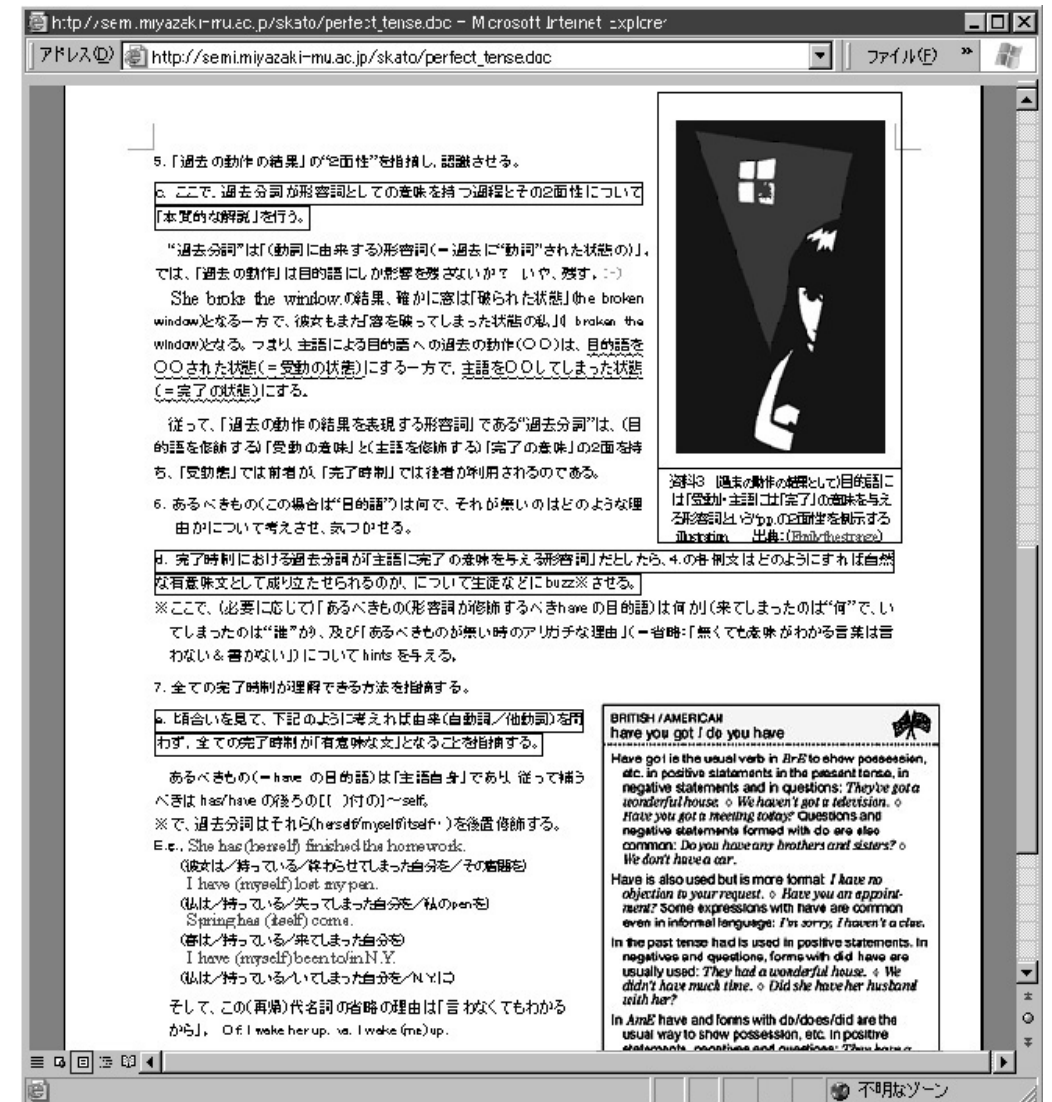 http://semi.miyazaki-mu.ac.jp/skato/perfect_tense.doc - Microsoft Internet Explorer
アドレス(D) http://semi.miyazaki-mu.ac.jp/skato/perfect_tense.doc ファイル(F) »
5. 「過去の動作の結果」の“2面性”を指摘し、認識させる。
c. ここで、過去分詞が形容詞としての意味を持つ過程とその2面性について
「本質的な解説」を行う。
“過去分詞”は「(動詞に由来する)形容詞(=過去に“動詞”された状態の)」。
では、「過去の動作」は目的語にしか影響を残さないか? いや、残す。:-)
She broke the window.の結果、確かに窓は「破られた状態」(the broken
window)となる一方で、彼女もまた「窓を破ってしまった状態の私」(I broken the
window)となる。つまり、主語による目的語への過去の動作(○○)は、目的語を
○○された状態(=受動の状態)にする一方で、主語を○○してしまった状態
(=完了の状態)にする。
従って、「過去の動作の結果を表現する形容詞」である“過去分詞”は、(目
的語を修飾する)「受動の意味」と(主語を修飾する)「完了の意味」の2面を持
ち、「受動態」では前者が、「完了時制」では後者が利用されるのである。
資料3 (過去の動作の結果として)目的語に
は「受動」・主語には「完了」の意味を与え
る形容詞というpp.の2面性を例示する
illustration 出典:(Emilythestrange)
6. あるべきもの(この場合は“目的語”)は何で、それが無いのはどのような理
由かについて考えさせ、気づかせる。
d. 完了時制における過去分詞が「主語に完了の意味を与える形容詞」だとしたら、4.の各例文はどのようにすれば自然
な有意味文として成り立たせられるのか、について生徒などにbuzz※させる。
※ここで、(必要に応じて)「あるべきもの(形容詞が修飾するべきhaveの目的語)は何か」(来てしまったのは“何”で、い
てしまったのは“誰”か)、及び「あるべきものが無い時のアリガチな理由」(=省略:「無くても意味がわかる言葉は言
わない&書かない」)についてhintsを与える。
7. 全ての完了時制が理解できる方法を指摘する。
e. 頃合いを見て、下記のように考えれば由来(自動詞/他動詞)を問
わず、全ての完了時制が「有意味な文」となることを指摘する。
あるべきもの(=have の目的語)は「主語自身」であり、従って補う
べきは has/have の後ろの[( )付の]~self。
※で、過去分詞はそれら(herself/myself/itself・)を後置修飾する。
E.g., She has (herself) finished the homework.
(彼女は/持っている/終わらせてしまった自分を/その宿題を)
I have (myself) lost my pen.
(私は/持っている/失ってしまった自分を/私のpenを)
Spring has (itself) come.
(春は/持っている/来てしまった自分を)
I have (myself) been to/in N.Y.
(私は/持っている/いてしまった自分を/N.Y.に)
そして、この(再帰)代名詞の省略の理由は「言わなくてもわかる
から」。 Cf. I wake her up. vs. I wake (me) up.
BRITISH / AMERICAN
have you got / do you have
Have got is the usual verb in BrE to show possession,
etc. in positive statements in the present tense, in
negative statements and in questions: They've got a
wonderful house. ◇ We haven't got a television. ◇
Have you got a meeting today? Questions and
negative statements formed with do are also
common: Do you have any brothers and sisters? ◇
We don't have a car.
Have is also used but is more formal: I have no
objection to your request. ◇ Have you an appoint-
ment? Some expressions with have are common
even in informal language: I'm sorry, I haven't a clue.
In the past tense had is used in positive statements. In
negatives and questions, forms with did have are
usually used: They had a wonderful house. ◇ We
didn't have much time. ◇ Did she have her husband
with her?
In AmE have and forms with do/does/did are the
usual way to show possession, etc. in positive
statements, negatives and questions: They have a
不明なゾーン